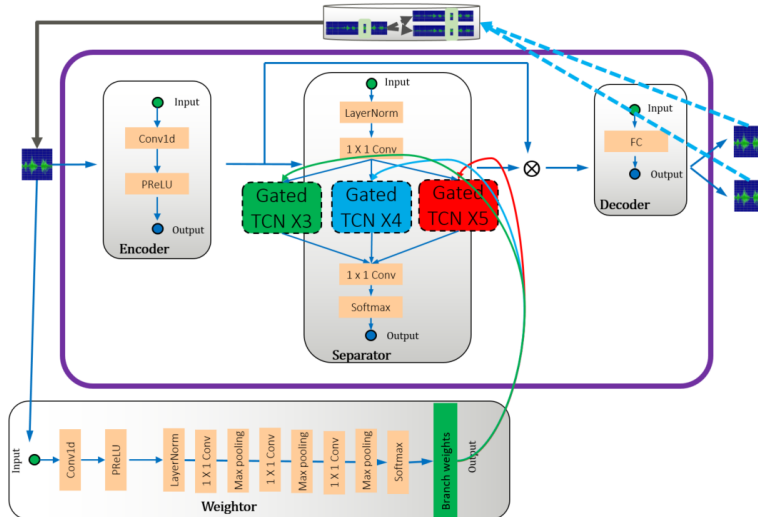 Input
Conv1d
PReLU
Output
Encoder
Input
LayerNorm
1 X 1 Conv
Gated
TCN X3
Gated
TCN X4
Gated
TCN X5
1 x 1 Conv
Softmax
Output
Separator
Input
FC
Output
Decoder
Input
Conv1d
PReLU
LayerNorm
1 X 1 Conv
Max pooling
1 X 1 Conv
Max pooling
1 X 1 Conv
Max pooling
Softmax
Branch weights
Output
Weightor